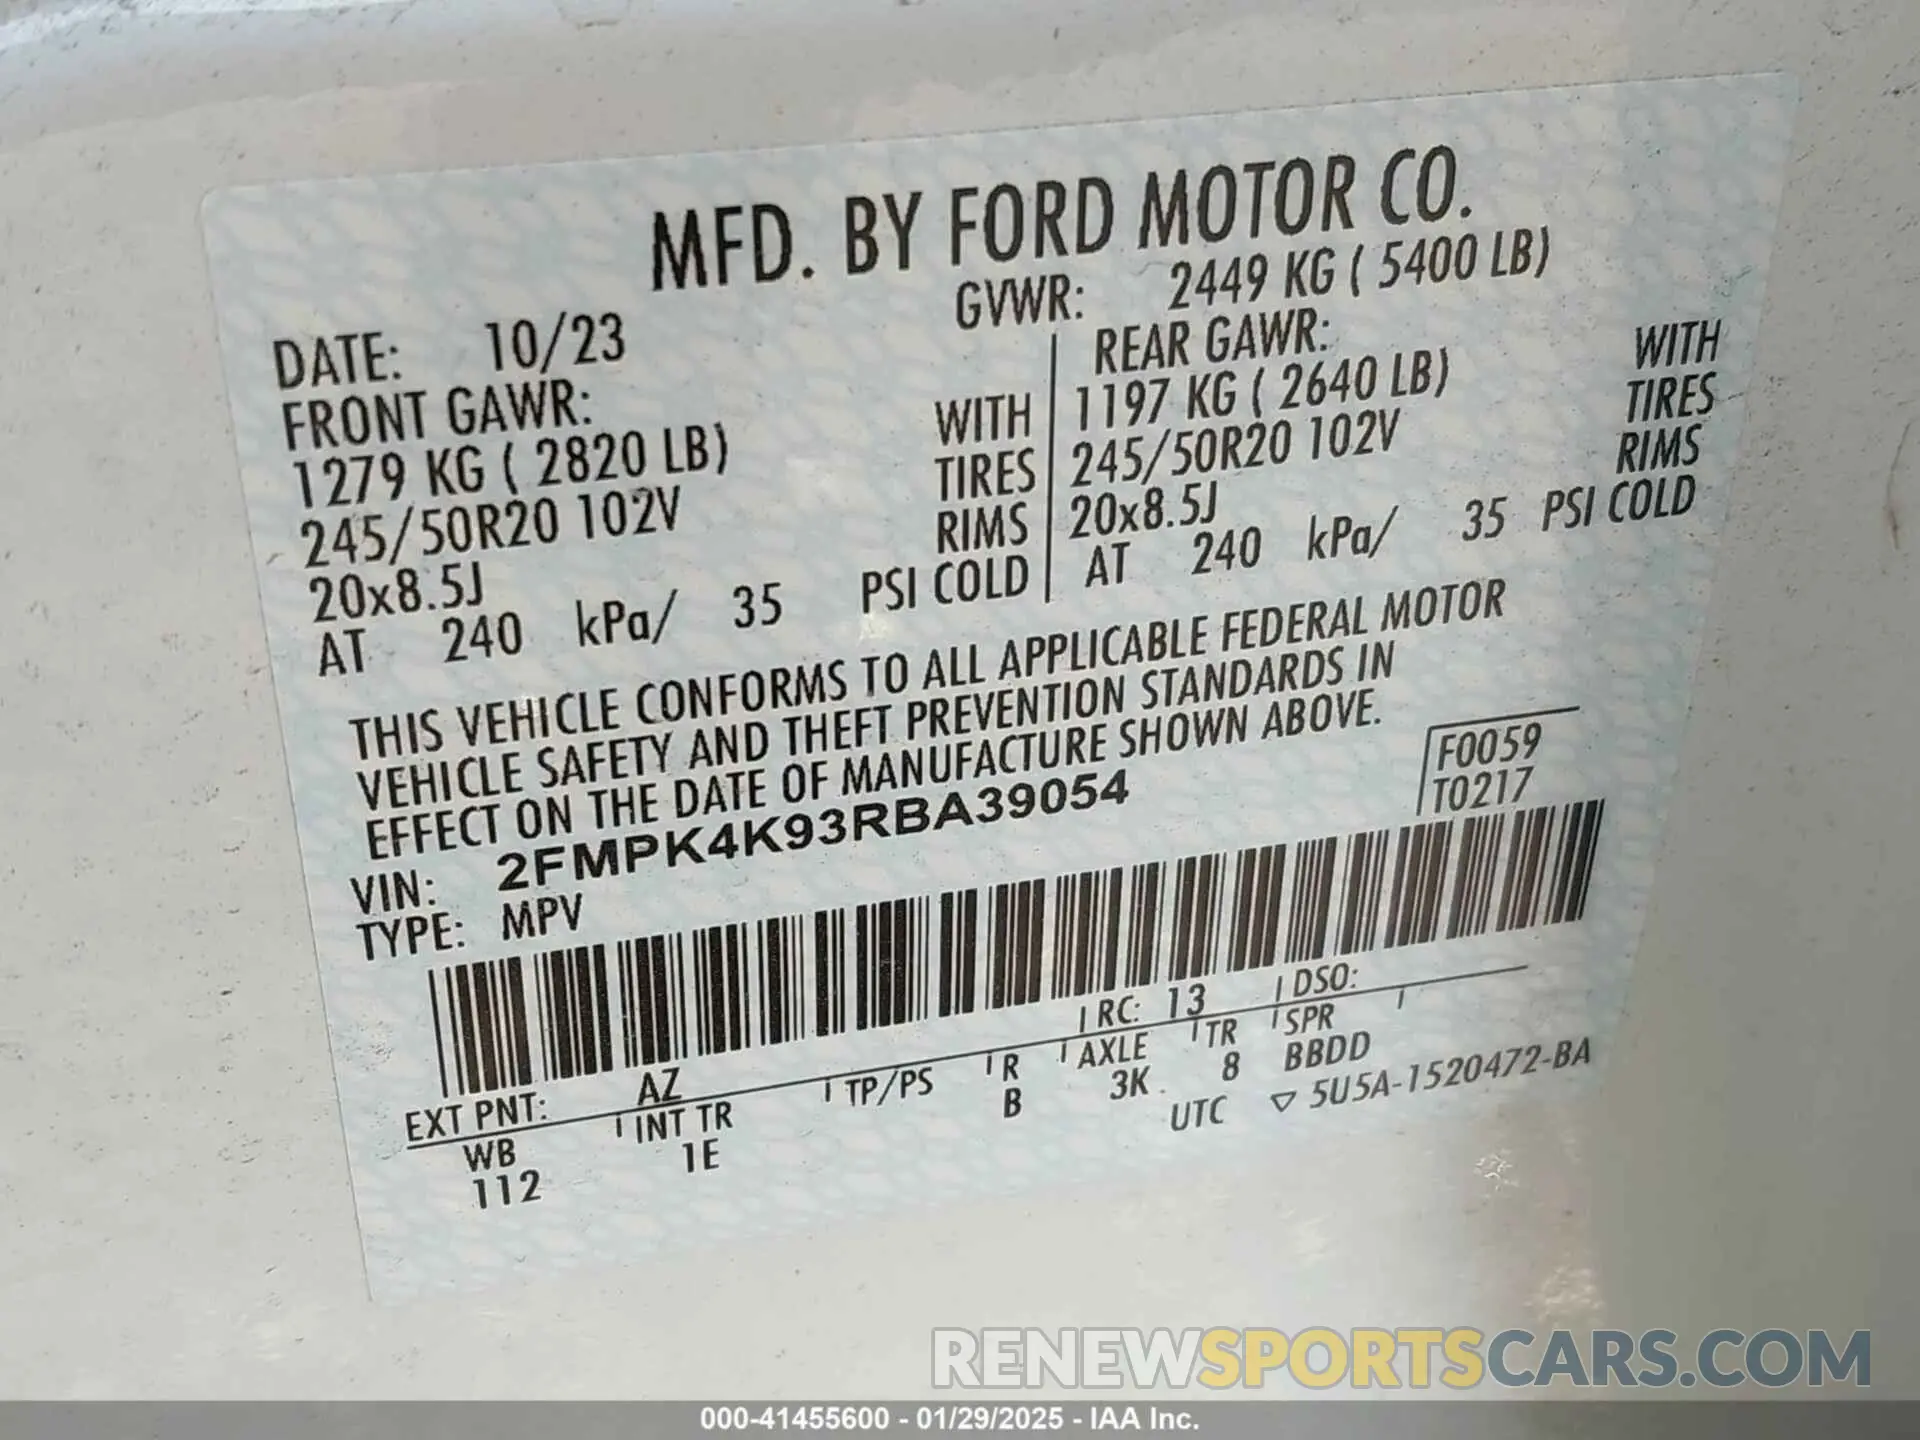 MFD. BY FORD MOTOR CO.
DATE: 10/23 GVWR: 2449 KG ( 5400 LB)
FRONT GAWR: REAR GAWR:
1279 KG ( 2820 LB) WITH 1197 KG ( 2640 LB) WITH
245/50R20 102V TIRES 245/50R20 102V TIRES
20x8.5J RIMS 20x8.5J RIMS
AT 240 kPa/ 35 PSI COLD AT 240 kPa/ 35 PSI COLD
THIS VEHICLE CONFORMS TO ALL APPLICABLE FEDERAL MOTOR
VEHICLE SAFETY AND THEFT PREVENTION STANDARDS IN
EFFECT ON THE DATE OF MANUFACTURE SHOWN ABOVE.
VIN: 2FMPK4K93RBA39054 F0059
TYPE: MPV T0217
EXT PNT: AZ RC: 13 DSO:
WB INT TR TP/PS R AXLE TR SPR
112 1E B 3K 8 BBDD
UTC ▽ 5U5A-1520472-BA
RENEWSPORTSCARS.COM
000-41455600 - 01/29/2025 - IAA Inc.